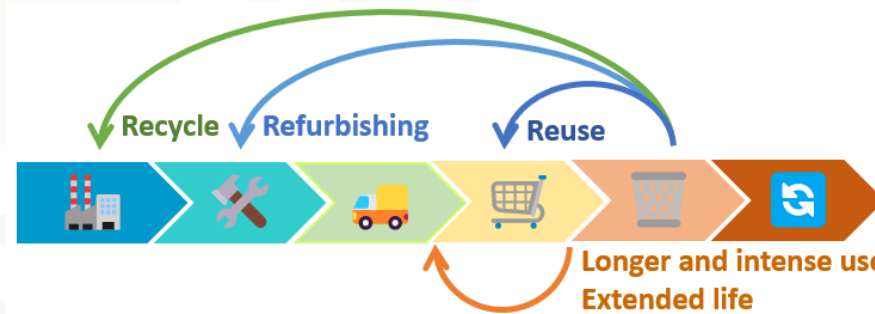 Recycle
Refurbishing
Reuse
Longer and intense use
Extended life